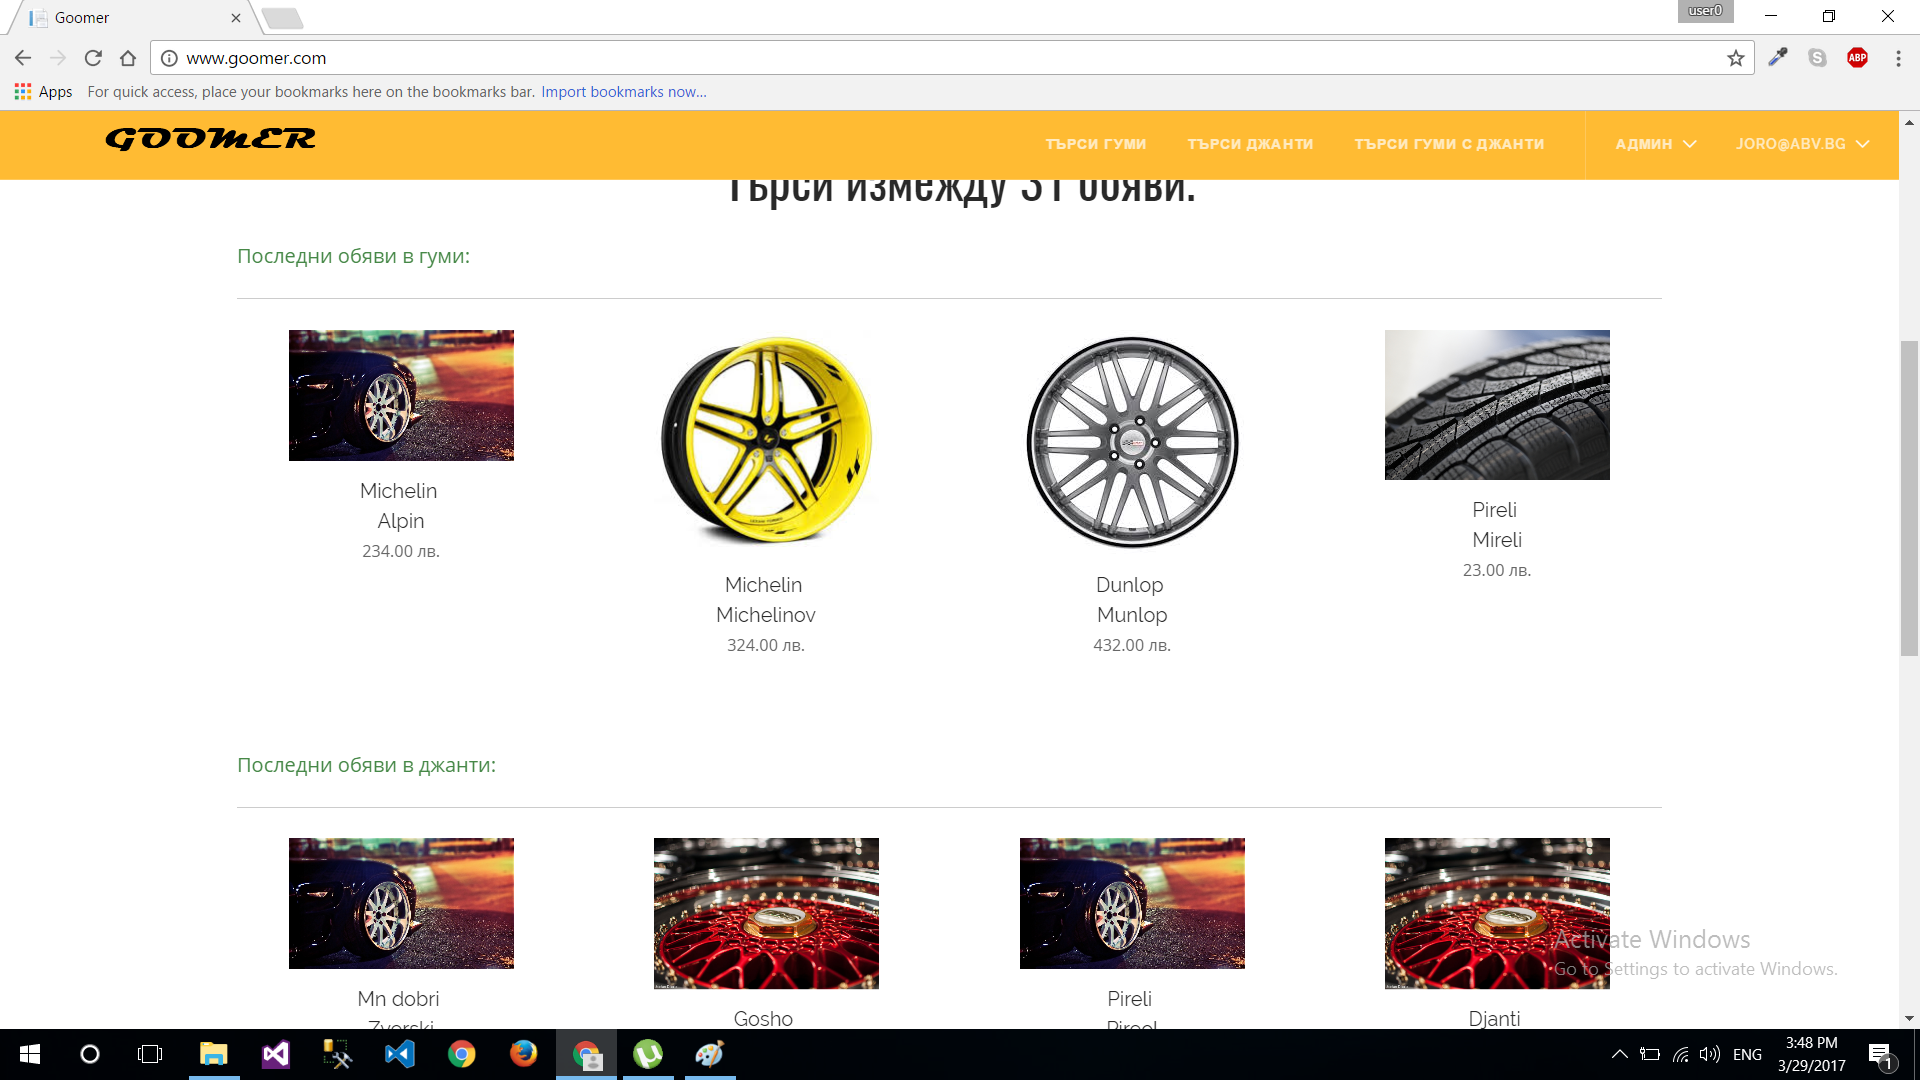 Goomer
user0
www.goomer.com
ABP
Apps For quick access, place your bookmarks here on the bookmarks bar. Import bookmarks now...
GOOMER
ТЪРСИ ГУМИ ТЪРСИ ДЖАНТИ ТЪРСИ ГУМИ С ДЖАНТИ АДМИН JORO@ABV.BG
Търси измежду 31 обяви.
Последни обяви в гуми:
Michelin
Alpin
234.00 лв.
Michelin
Michelinov
324.00 лв.
Dunlop
Munlop
432.00 лв.
Pireli
Mireli
23.00 лв.
Последни обяви в джанти:
Mn dobri
Zverski
Gosho
Pireli
Djanti
Activate Windows
Go to Settings to activate Windows.
ENG
3:48 PM
3/29/2017
1